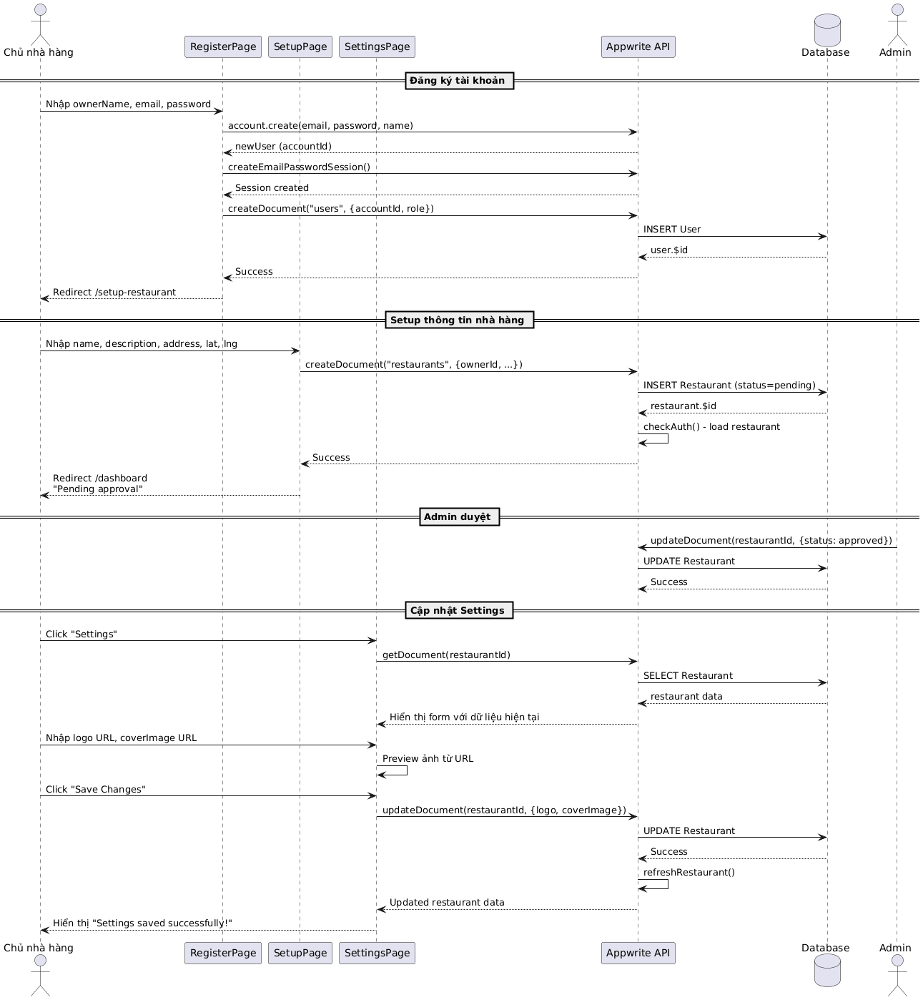 Chủ nhà hàng
RegisterPage
SetupPage
SettingsPage
Appwrite API
Database
Admin
Đăng ký tài khoản
Nhập ownerName, email, password
account.create(email, password, name)
newUser (accountId)
createEmailPasswordSession()
Session created
createDocument("users", {accountId, role})
INSERT User
user.$id
Success
Redirect /setup-restaurant
Setup thông tin nhà hàng
Nhập name, description, address, lat, lng
createDocument("restaurants", {ownerId, ...})
INSERT Restaurant (status=pending)
restaurant.$id
checkAuth() - load restaurant
Success
Redirect /dashboard
"Pending approval"
Admin duyệt
updateDocument(restaurantId, {status: approved})
UPDATE Restaurant
Success
Cập nhật Settings
Click "Settings"
getDocument(restaurantId)
SELECT Restaurant
restaurant data
Hiển thị form với dữ liệu hiện tại
Nhập logo URL, coverImage URL
Preview ảnh từ URL
Click "Save Changes"
updateDocument(restaurantId, {logo, coverImage})
UPDATE Restaurant
Success
refreshRestaurant()
Updated restaurant data
Hiển thị "Settings saved successfully!"
Chủ nhà hàng
RegisterPage
SetupPage
SettingsPage
Appwrite API
Database
Admin